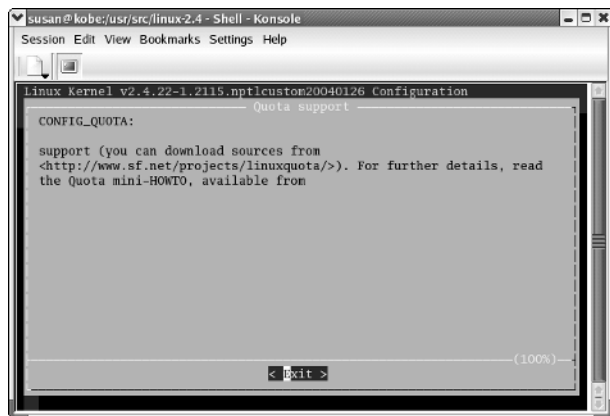 susan@kobe:/usr/src/linux-2.4 - Shell - Konsole
Session Edit View Bookmarks Settings Help
Linux Kernel v2.4.22-1.2115.nptlcustom20040126 Configuration
Quota support
CONFIG_QUOTA:
support (you can download sources from
<http://www.sf.net/projects/linuxquota/>). For further details, read
the Quota mini-HOWTO, available from
(100%)
< Exit >